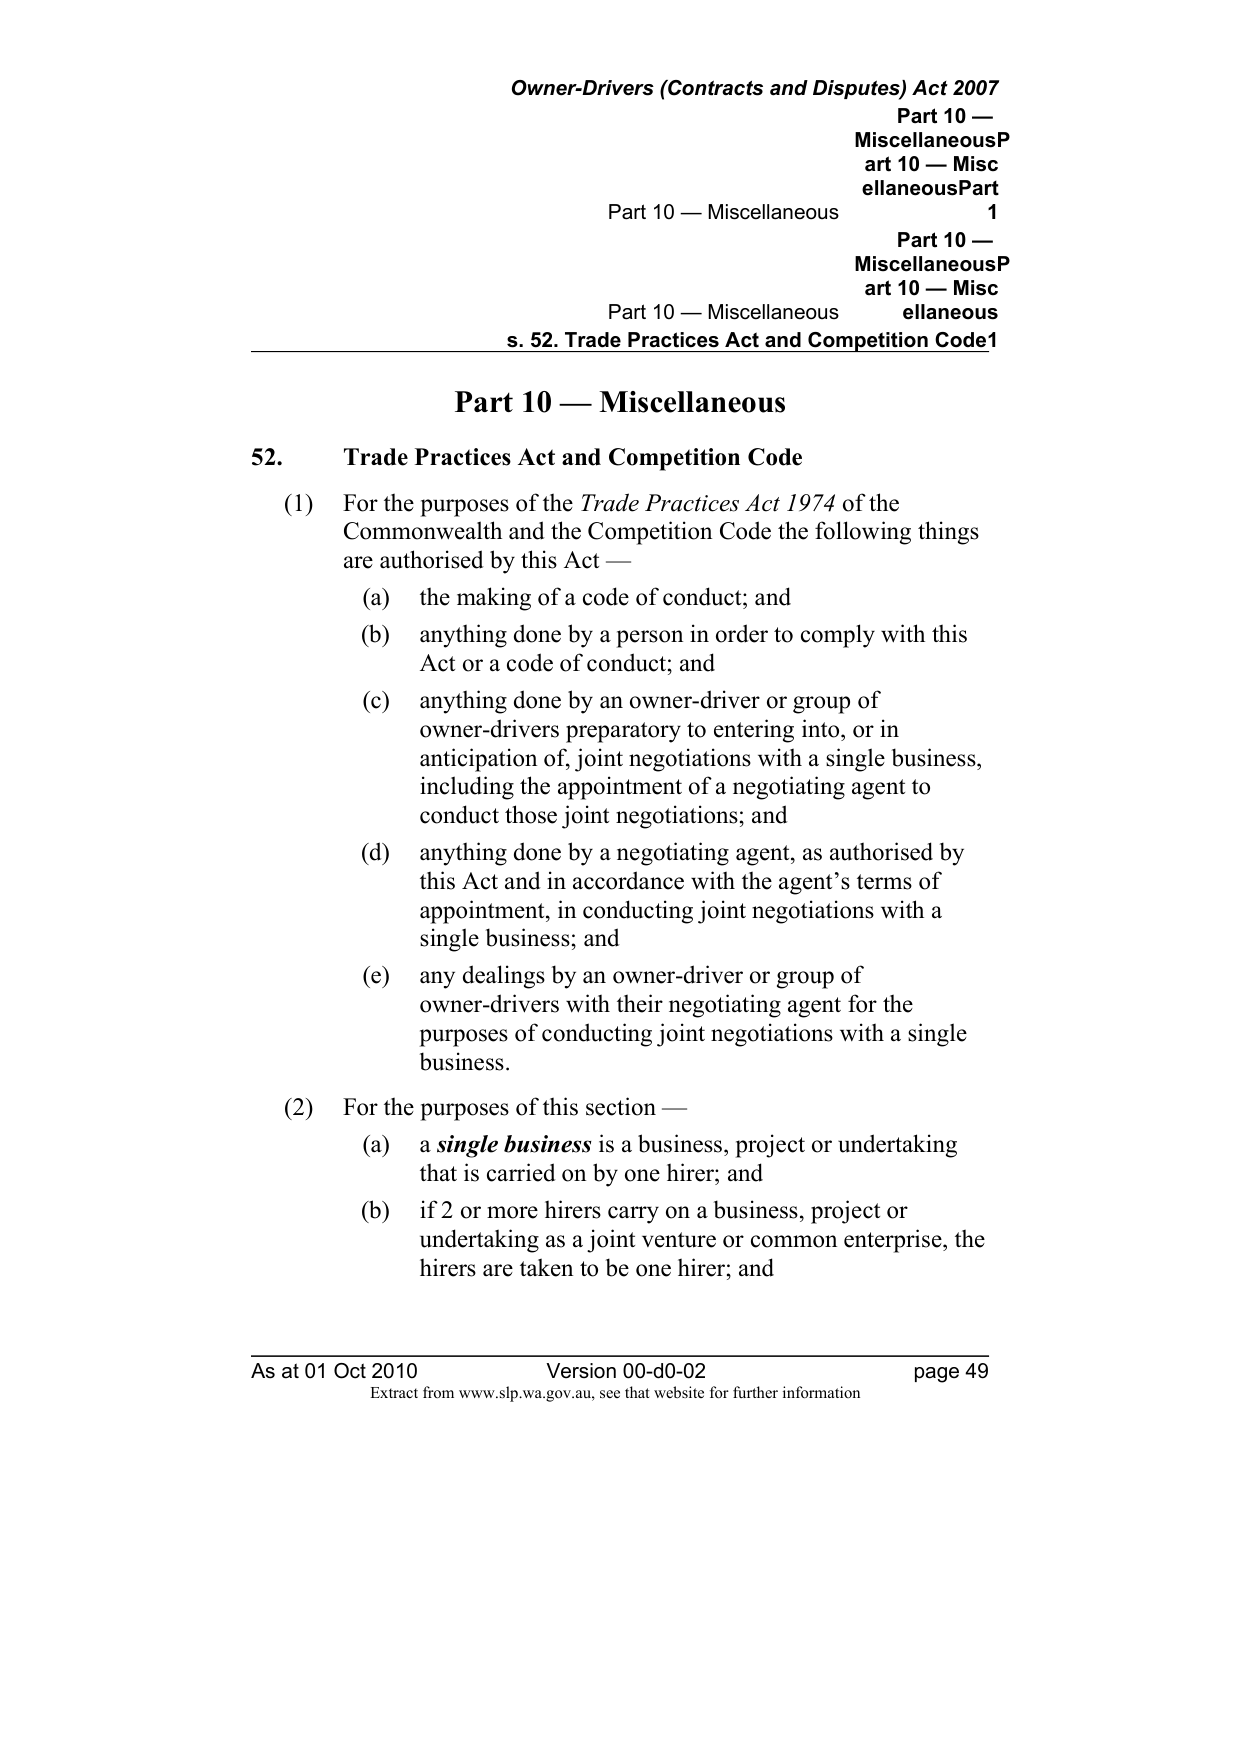 Owner-Drivers (Contracts and Disputes) Act 2007
Part 10 —
MiscellaneousP
art 10 — Misc
ellaneousPart
Part 10 — Miscellaneous 1
Part 10 —
MiscellaneousP
art 10 — Misc
Part 10 — Miscellaneous ellaneous
s. 52. Trade Practices Act and Competition Code1
Part 10 — Miscellaneous
52. Trade Practices Act and Competition Code
(1) For the purposes of the Trade Practices Act 1974 of the
Commonwealth and the Competition Code the following things
are authorised by this Act —
(a) the making of a code of conduct; and
(b) anything done by a person in order to comply with this
Act or a code of conduct; and
(c) anything done by an owner-driver or group of
owner-drivers preparatory to entering into, or in
anticipation of, joint negotiations with a single business,
including the appointment of a negotiating agent to
conduct those joint negotiations; and
(d) anything done by a negotiating agent, as authorised by
this Act and in accordance with the agent’s terms of
appointment, in conducting joint negotiations with a
single business; and
(e) any dealings by an owner-driver or group of
owner-drivers with their negotiating agent for the
purposes of conducting joint negotiations with a single
business.
(2) For the purposes of this section —
(a) a single business is a business, project or undertaking
that is carried on by one hirer; and
(b) if 2 or more hirers carry on a business, project or
undertaking as a joint venture or common enterprise, the
hirers are taken to be one hirer; and
As at 01 Oct 2010 Version 00-d0-02 page 49
Extract from www.slp.wa.gov.au, see that website for further information